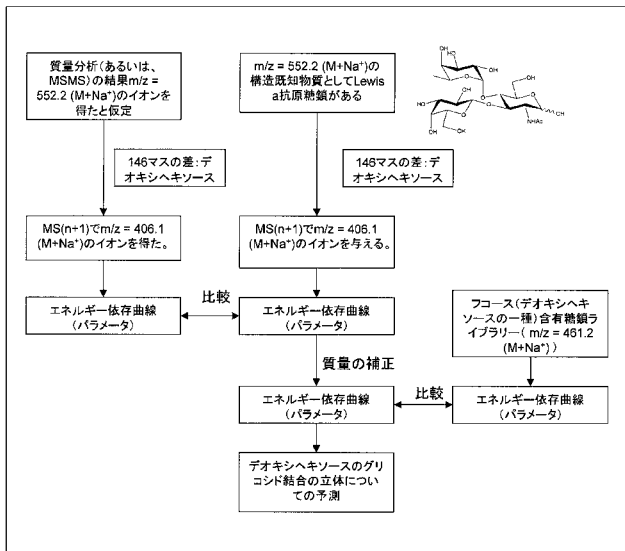 質量分析(あるいは、
MSMS)の結果m/z =
552.2 (M+Na⁺)のイオンを
得たと仮定
m/z = 552.2 (M+Na⁺)の
構造既知物質としてLewis
a抗原糖鎖がある
HO
HO
OH
OH
OH
O
O
O
HO
HO
OH
O
O
OH
OH
NHAc
146マスの差:デ
オキシヘキソース
146マスの差:デ
オキシヘキソース
MS(n+1)でm/z = 406.1
(M+Na⁺)のイオンを得た。
MS(n+1)でm/z = 406.1
(M+Na⁺)のイオンを与える。
エネルギー依存曲線
(パラメータ)
比較
エネルギー依存曲線
(パラメータ)
フコース(デオキシヘキ
ソースの一種)含有糖鎖ラ
イブラリー( m/z = 461.2
(M+Na⁺) )
質量の補正
エネルギー依存曲線
(パラメータ)
比較
エネルギー依存曲線
(パラメータ)
デオキシヘキソースのグリ
コシド結合の立体につい
ての予測